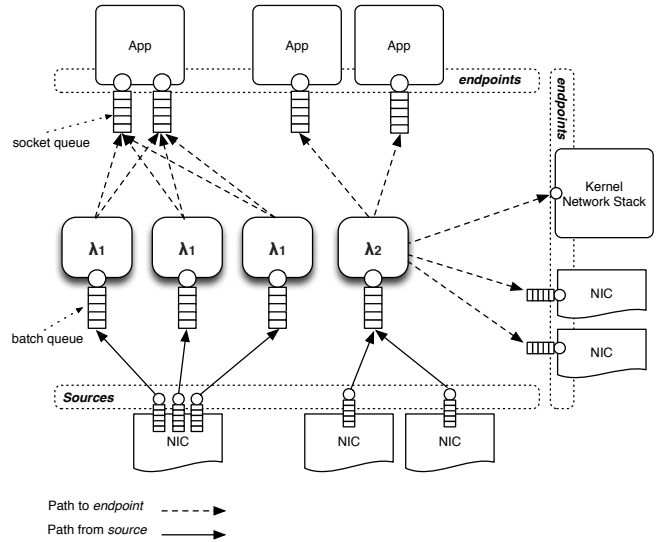 App
App
App
endpoints
endpoints
socket queue
Kernel
Network Stack
λ1
λ1
λ1
λ2
NIC
batch queue
NIC
Sources
NIC
NIC
NIC
Path to endpoint
Path from source